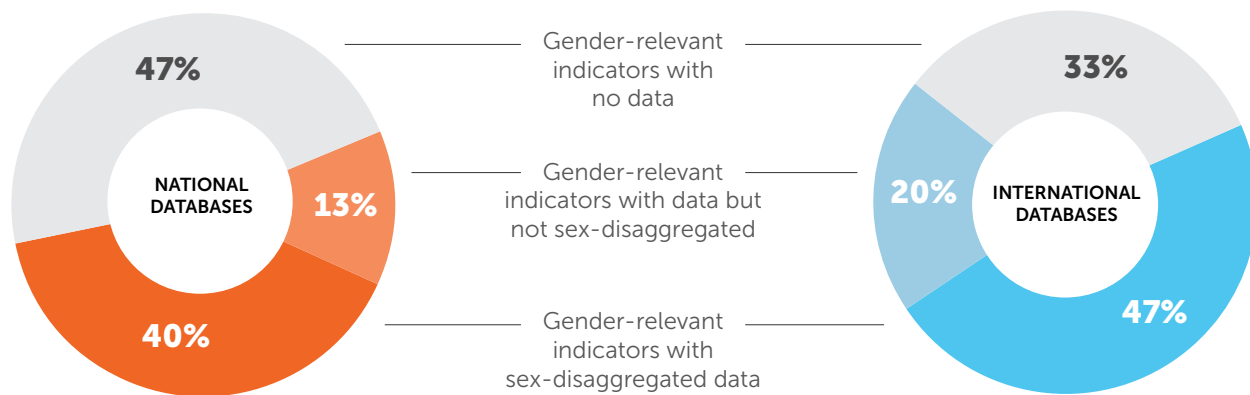 47%
NATIONAL
DATABASES
13%
40%
Gender-relevant
indicators with
no data
Gender-relevant
indicators with data but
not sex-disaggregated
Gender-relevant
indicators with
sex-disaggregated data
33%
20%
INTERNATIONAL
DATABASES
47%